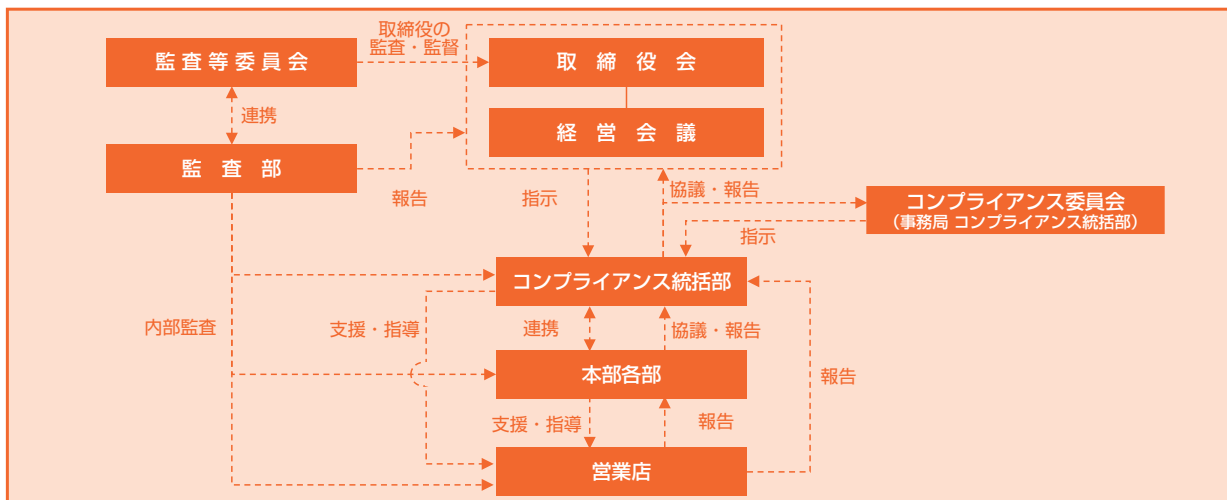 監査等委員会
取締役の
監査・監督
取締役会
連携
経営会議
監査部
報告
指示
協議・報告
コンプライアンス委員会
（事務局 コンプライアンス統括部）
指示
コンプライアンス統括部
内部監査
支援・指導
連携
協議・報告
本部各部
報告
支援・指導
報告
営業店